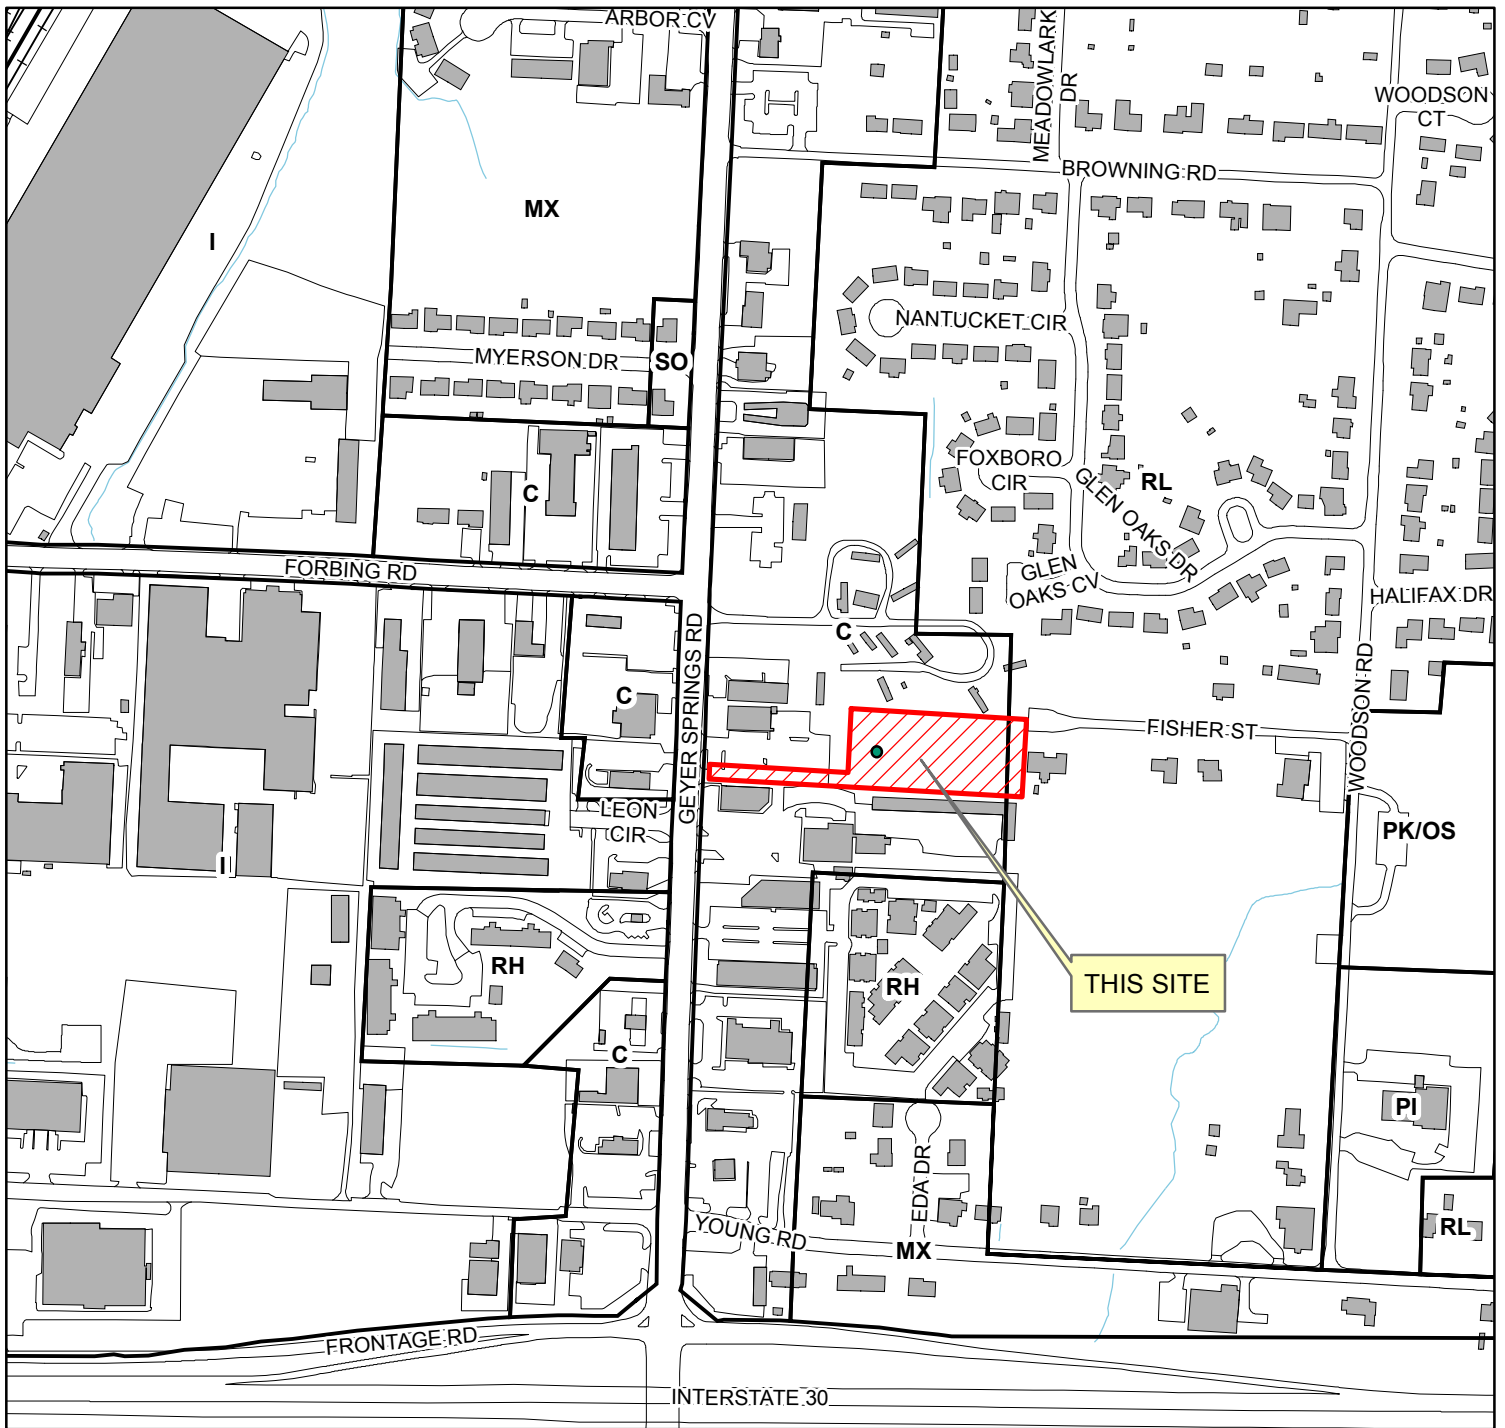 ARBOR CV
MEADOWLARK
DR
WOODSON
CT
BROWNING RD
MX
I
NANTUCKET CIR
MYERSON DR
SO
FOXBORO
CIR
RL
GLEN OAKS DR
C
FORBING RD
GLEN
OAKS CV
HALIFAX DR
C
GEYER SPRINGS RD
C
WOODSON RD
FISHER ST
LEON
CIR
PK/OS
I
RH
RH
THIS SITE
C
PI
EDA DR
YOUNG RD
MX
RL
FRONTAGE RD
INTERSTATE 30